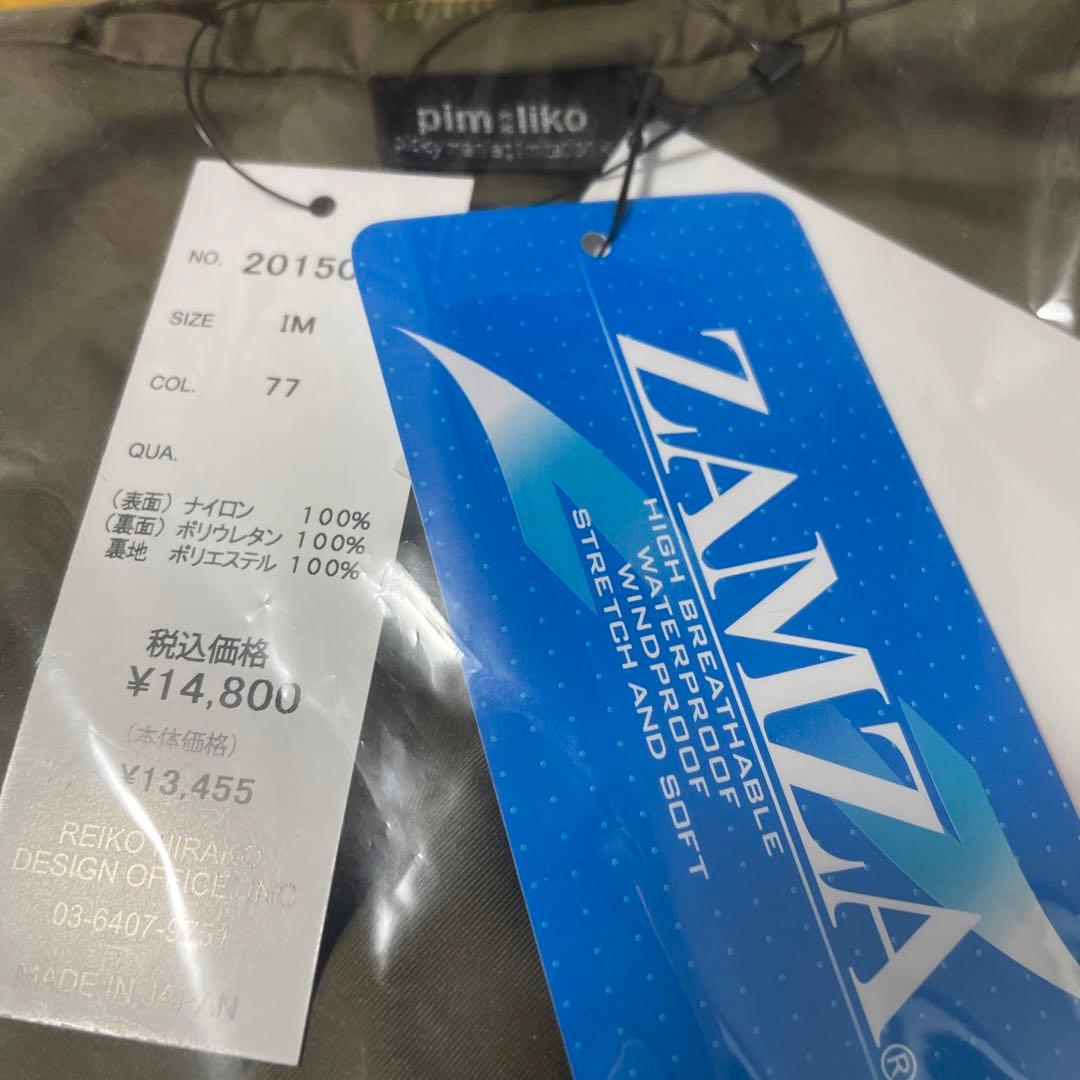 pim liko
NO. 20150
SIZE IM
COL. 77
QUA.
(表面) ナイロン 100%
(裏面) ポリウレタン 100%
裏地 ポリエステル 100%
税込価格
¥14,800
(本体価格)
¥13,455
REIKO HIRAKO
DESIGN OFFICE, INC
MADE IN JAPAN
ZAMZA®
HIGH BREATHABLE
WATERPROOF
WINDPROOF
STRETCH AND SOFT